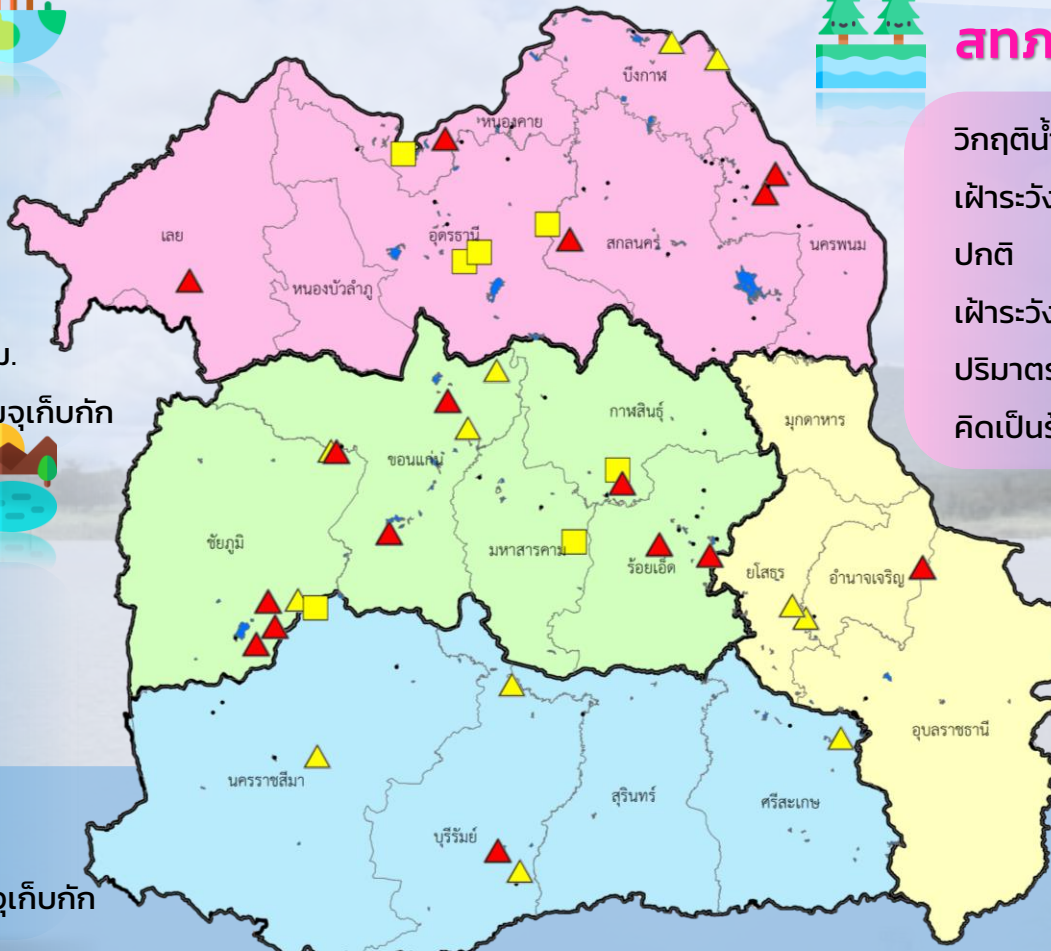 สทภ
วิกฤติน้
เฝ้าระวัง
ปกติ
เฝ้าระวัง
ปริมาตร
คิดเป็นร้
ม.
จุเก็บกัก
จุเก็บกัก
บึงกาฬ
หนองคาย
เลย
อุดรธานี
สกลนคร
นครพนม
หนองบัวลำภู
กาฬสินธุ์
มุกดาหาร
ขอนแก่น
ชัยภูมิ
มหาสารคาม
ร้อยเอ็ด
ยโสธร
อำนาจเจริญ
อุบลราชธานี
นครราชสีมา
สุรินทร์
ศรีสะเกษ
บุรีรัมย์